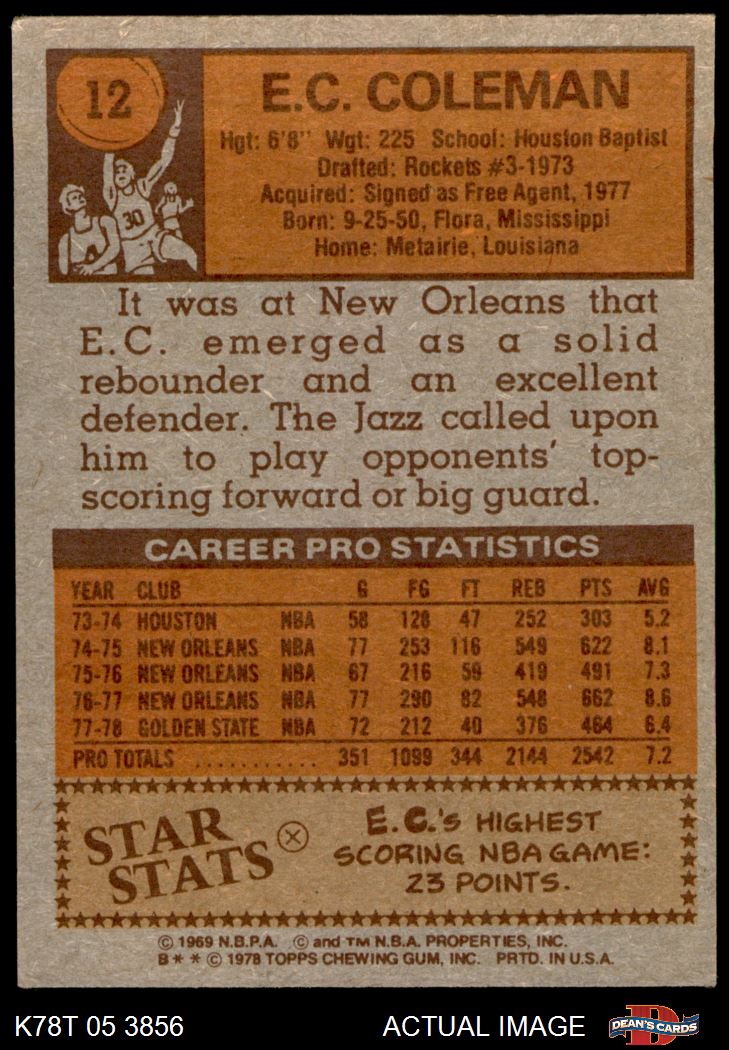 12
30
E.C. COLEMAN
Hgt: 6'8" Wgt: 225 School: Houston Baptist
Drafted: Rockets #3-1973
Acquired: Signed as Free Agent, 1977
Born: 9-25-50, Flora, Mississippi
Home: Metairie, Louisiana
It was at New Orleans that
E.C. emerged as a solid
rebounder and an excellent
defender. The Jazz called upon
him to play opponents' top-
scoring forward or big guard.
CAREER PRO STATISTICS
YEAR CLUB G FG FT REB PTS AVG
73-74 HOUSTON NBA 58 128 47 252 303 5.2
74-75 NEW ORLEANS NBA 77 253 116 549 622 8.1
75-76 NEW ORLEANS NBA 67 216 59 419 491 7.3
76-77 NEW ORLEANS NBA 77 290 82 548 662 8.6
77-78 GOLDEN STATE NBA 72 212 40 376 464 6.4
PRO TOTALS ........... 351 1099 344 2144 2542 7.2
STAR
STATS
E.C.'S HIGHEST
SCORING NBA GAME:
23 POINTS.
© 1969 N.B.P.A. © and TM N.B.A. PROPERTIES, INC.
B * * © 1978 TOPPS CHEWING GUM, INC. PRTD. IN U.S.A.
K78T 05 3856 ACTUAL IMAGE
D
DEAN'S CARDS